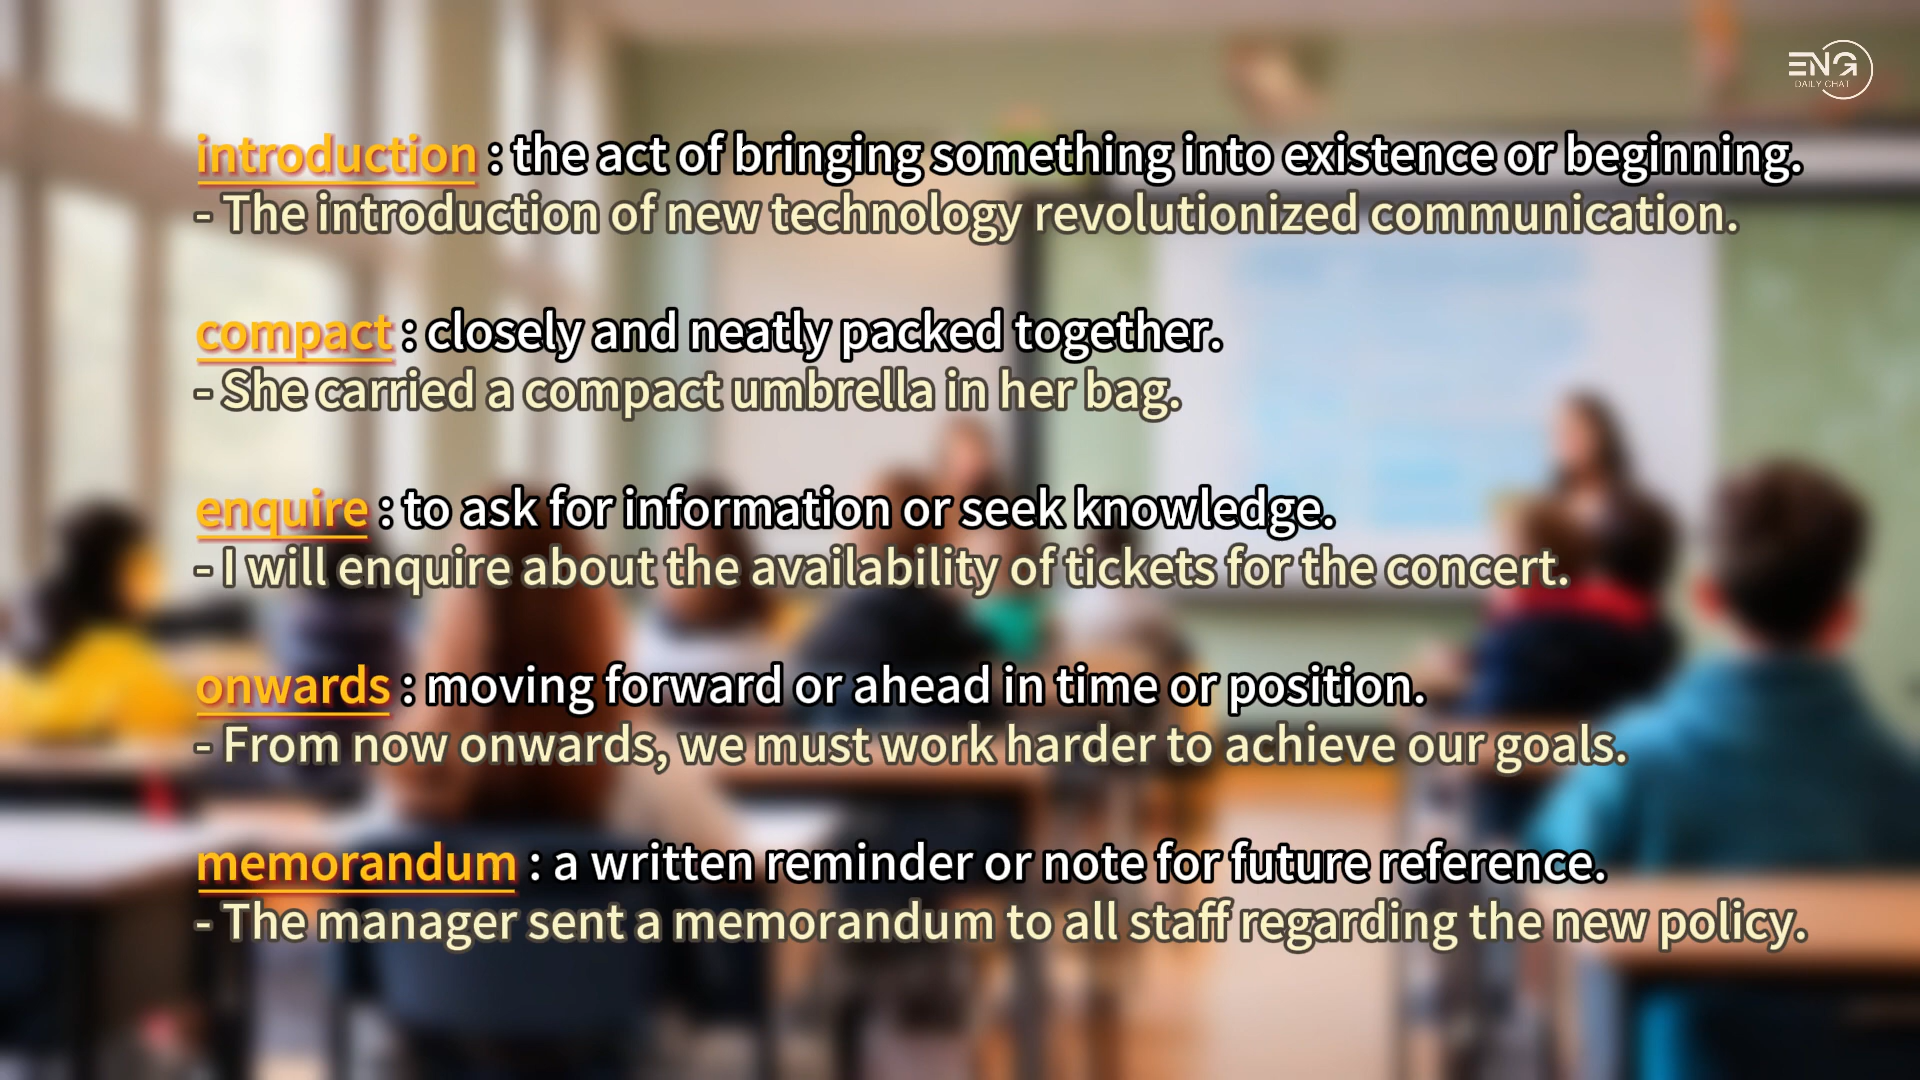 ENG
DAILY CHAT
introduction : the act of bringing something into existence or beginning.
- The introduction of new technology revolutionized communication.
compact : closely and neatly packed together.
- She carried a compact umbrella in her bag.
enquire : to ask for information or seek knowledge.
- I will enquire about the availability of tickets for the concert.
onwards : moving forward or ahead in time or position.
- From now onwards, we must work harder to achieve our goals.
memorandum : a written reminder or note for future reference.
- The manager sent a memorandum to all staff regarding the new policy.